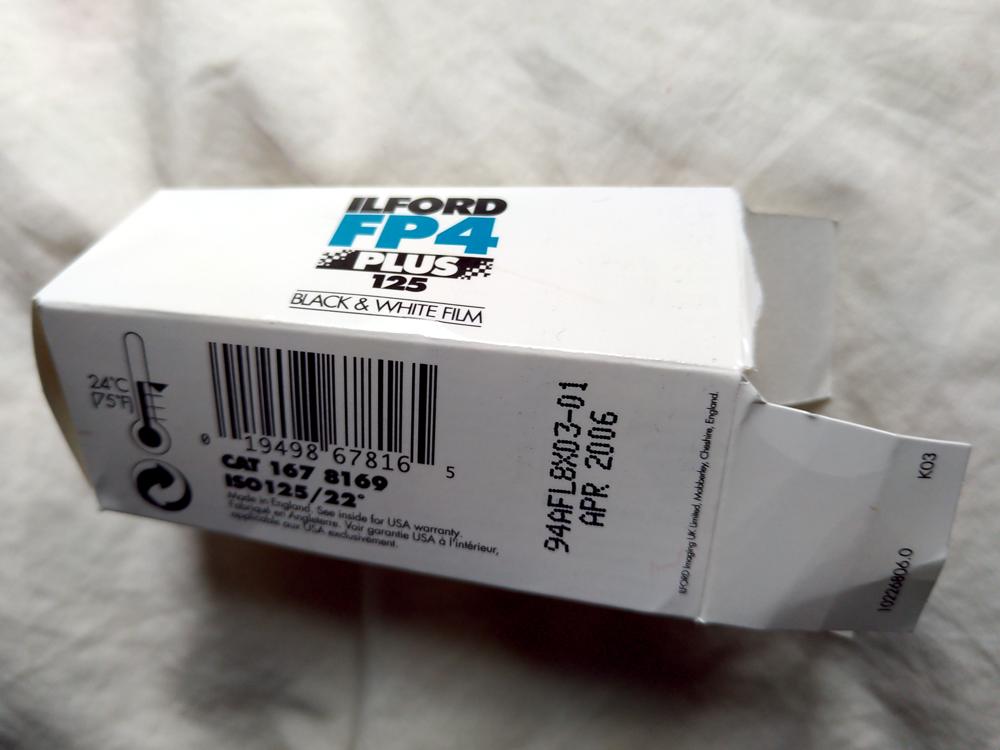 ILFORD
FP4
PLUS
125
BLACK & WHITE FILM
24°C
(75°F)
0 19498 67816 5
CAT 167 8169
ISO125/22°
Made in England. See inside for USA warranty.
Fabriqué en Angleterre. Voir garantie USA à l'intérieur,
applicable aux USA exclusivement.
94AFL8X03-01
APR 2006
ILFORD Imaging UK Limited, Mobberley, Cheshire, England.
K03
10226806.0